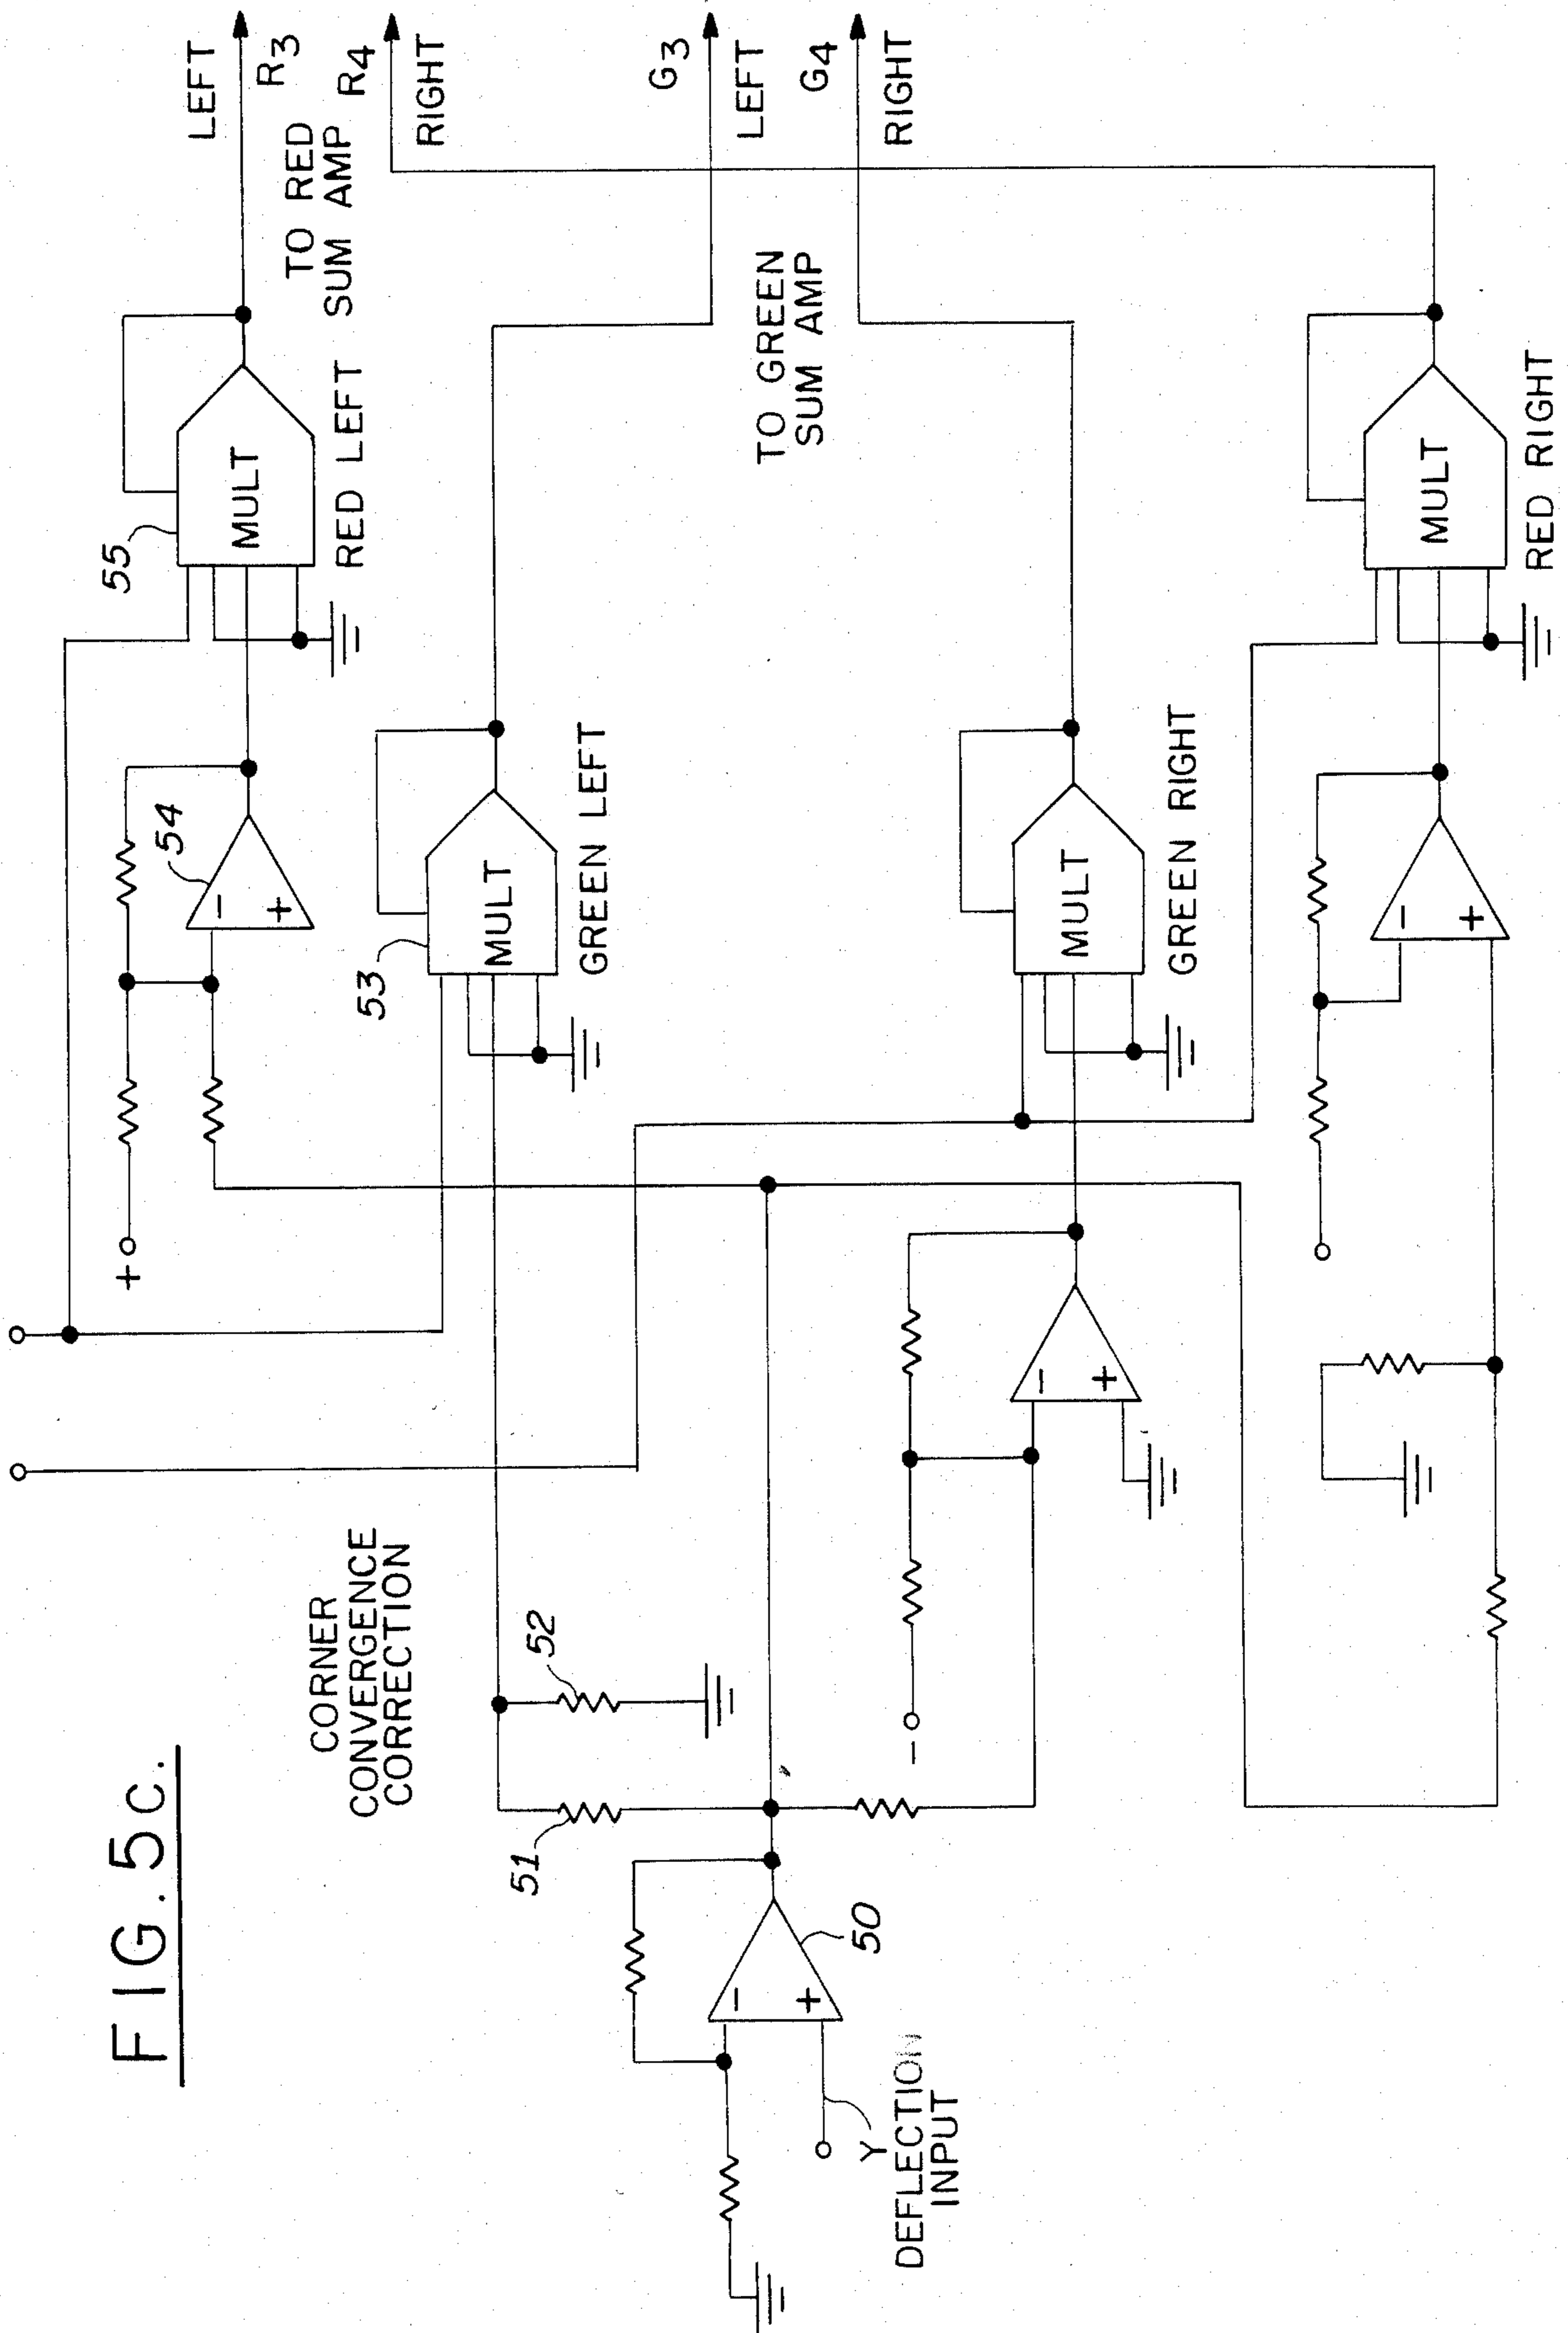 FIG. 5C.
CORNER
CONVERGENCE
CORRECTION
Y
DEFLECTION
INPUT
50
51
52
53
54
55
+
-
-
+
-
+
-
+
-
+
MULT
RED LEFT
MULT
GREEN LEFT
MULT
GREEN RIGHT
MULT
RED RIGHT
TO RED
SUM AMP
TO GREEN
SUM AMP
LEFT
R3
R4
RIGHT
G3
LEFT
G4
RIGHT